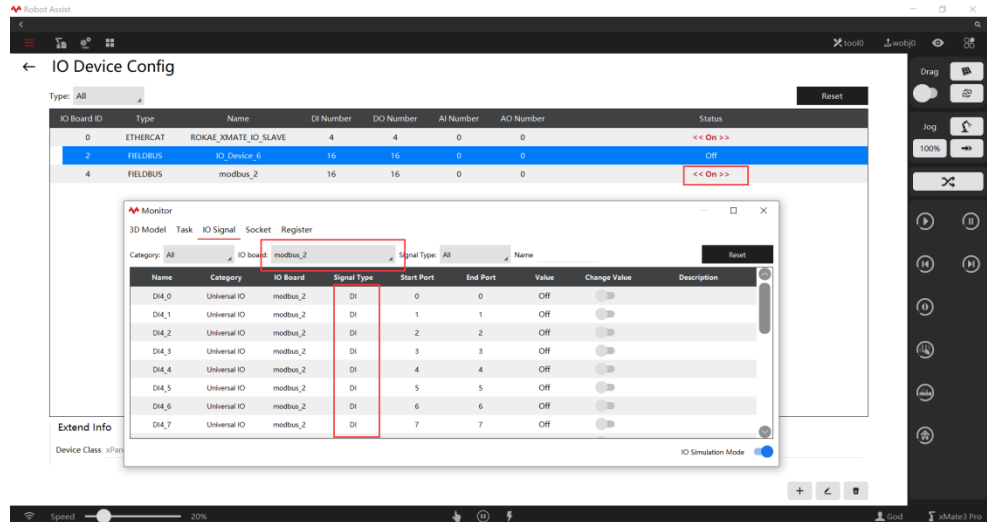 Robot Assist
tool0 wobj0
← IO Device Config
Type: All Reset
IO Board ID Type Name DI Number DO Number AI Number AO Number Status
0 ETHERCAT ROKAE_XMATE_IO_SLAVE 4 4 0 0 << On >>
2 FIELDBUS IO_Device_6 16 16 0 0 Off
4 FIELDBUS modbus_2 16 16 0 0 << On >>
Monitor
3D Model Task IO Signal Socket Register
Category: All IO board: modbus_2 Signal Type: All Name Reset
Name Category IO Board Signal Type Start Port End Port Value Change Value Description
DI4_0 Universal IO modbus_2 DI 0 0 Off
DI4_1 Universal IO modbus_2 DI 1 1 Off
DI4_2 Universal IO modbus_2 DI 2 2 Off
DI4_3 Universal IO modbus_2 DI 3 3 Off
DI4_4 Universal IO modbus_2 DI 4 4 Off
DI4_5 Universal IO modbus_2 DI 5 5 Off
DI4_6 Universal IO modbus_2 DI 6 6 Off
DI4_7 Universal IO modbus_2 DI 7 7 Off
IO Simulation Mode
Extend Info
Device Class xPan
Drag
Jog
100%
Speed 20% God xMate3 Pro